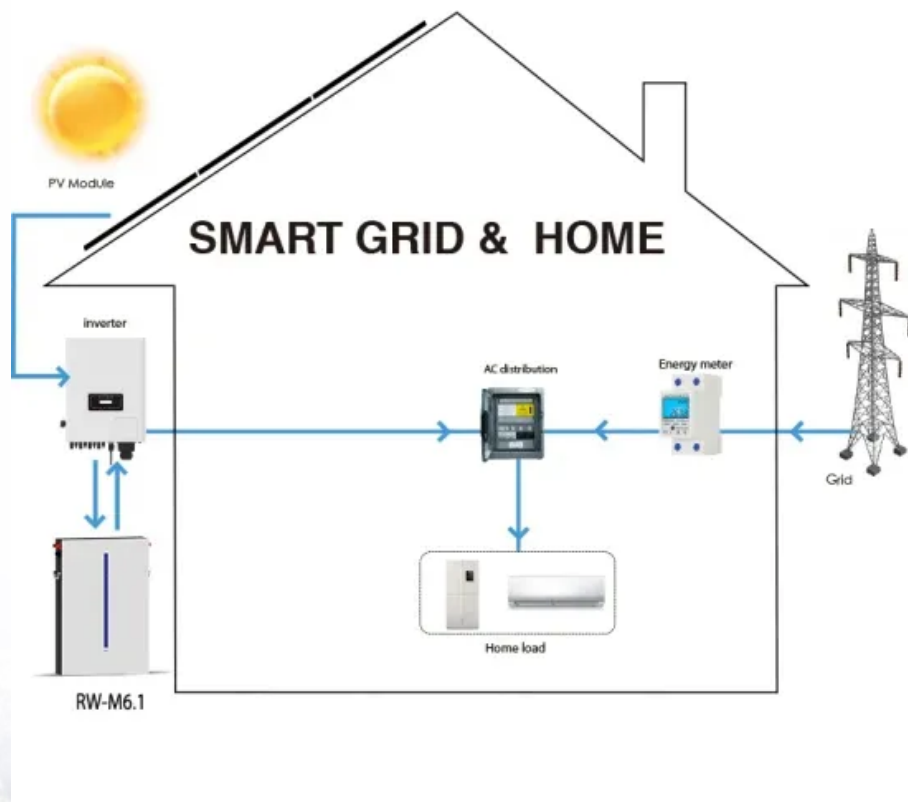 PV Module
SMART GRID & HOME
inverter
AC distribution
Energy meter
Grid
Home load
RW-M6.1